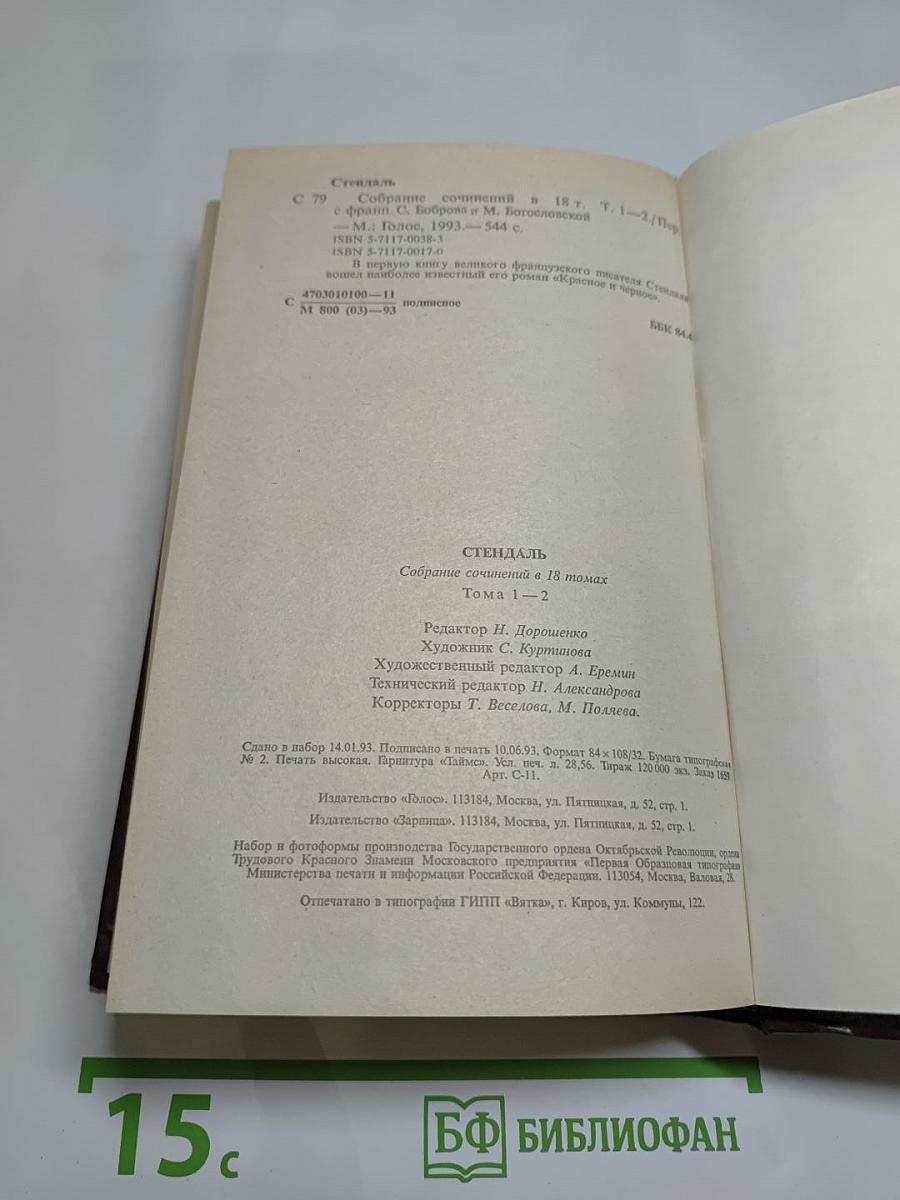 Стендаль
С 79 Собрание сочинений в 18 т. Т. 1—2./Пер.
с франц. С. Боброва и М. Богословской
— М.: Голос, 1993.— 544 с.
ISBN 5-7117-0038-3
ISBN 5-7117-0017-0
В первую книгу великого французского писателя Стендаля
вошел наиболее известный его роман «Красное и черное».
С 4703010100—11 подписное
М 800 (03)—93
ББК 84.4
СТЕНДАЛЬ
Собрание сочинений в 18 томах
Тома 1—2
Редактор Н. Дорошенко
Художник С. Куртинова
Художественный редактор А. Еремин
Технический редактор Н. Александрова
Корректоры Т. Веселова, М. Поляева.
Сдано в набор 14.01.93. Подписано в печать 10.06.93. Формат 84×108/32. Бумага типографская
№ 2. Печать высокая. Гарнитура «Таймс». Усл. печ. л. 28,56. Тираж 120 000 экз. Заказ 1659
Арт. С-11.
Издательство «Голос». 113184, Москва, ул. Пятницкая, д. 52, стр. 1.
Издательство «Зарница». 113184, Москва, ул. Пятницкая, д. 52, стр. 1.
Набор и фотоформы производства Государственного ордена Октябрьской Революции, ордена
Трудового Красного Знамени Московского предприятия «Первая Образцовая типография»
Министерства печати и информации Российской Федерации. 113054, Москва, Валовая, 28.
Отпечатано в типографии ГИПП «Вятка», г. Киров, ул. Коммуны, 122.
15 с
БФ БИБЛИОФАН